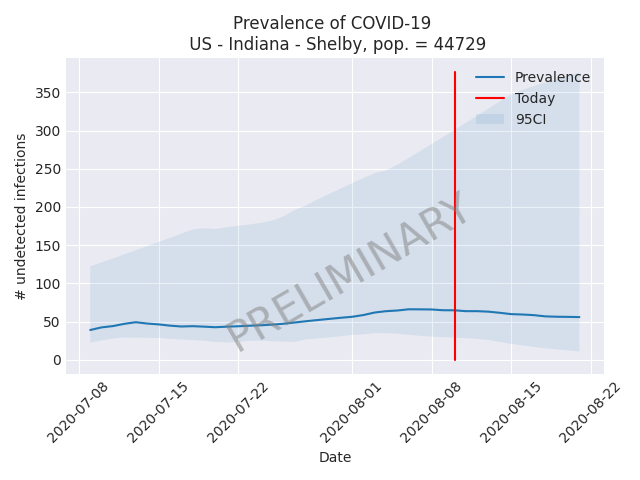 Prevalence of COVID-19
US - Indiana - Shelby, pop. = 44729
Prevalence
Today
95CI
350
300
250
200
150
100
50
0
# undetected infections
PRELIMINARY
2020-07-08
2020-07-15
2020-07-22
2020-08-01
2020-08-08
2020-08-15
2020-08-22
Date